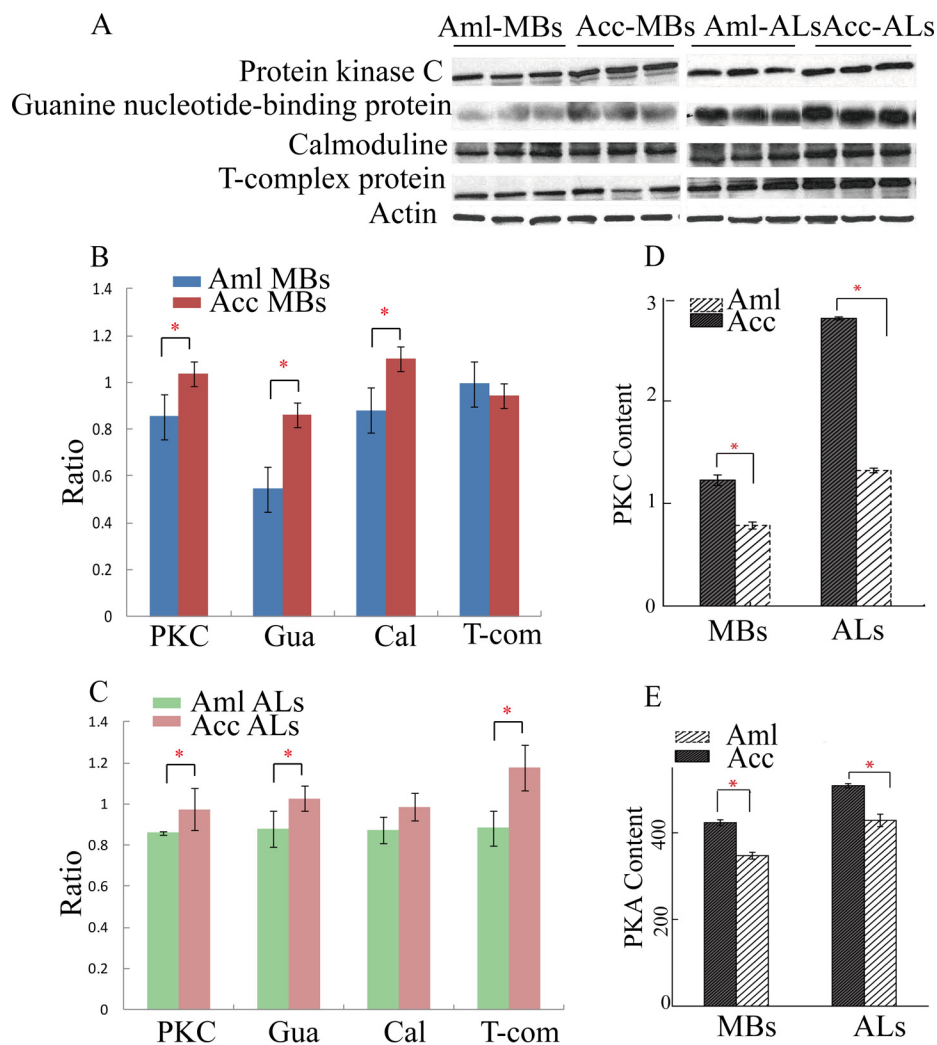 A
Aml-MBs Acc-MBs Aml-ALs Acc-ALs
Protein kinase C
Guanine nucleotide-binding protein
Calmoduline
T-complex protein
Actin
B
Aml MBs
Acc MBs
1.4
1.2
1
0.8
0.6
0.4
0.2
0
Ratio
* * *
PKC Gua Cal T-com
D
Aml
Acc
3
2
1
0
PKC Content
* *
MBs ALs
C
Aml ALs
Acc ALs
1.4
1.2
1
0.8
0.6
0.4
0.2
0
Ratio
* * *
PKC Gua Cal T-com
E
Aml
Acc
400
200
0
PKA Content
* *
MBs ALs